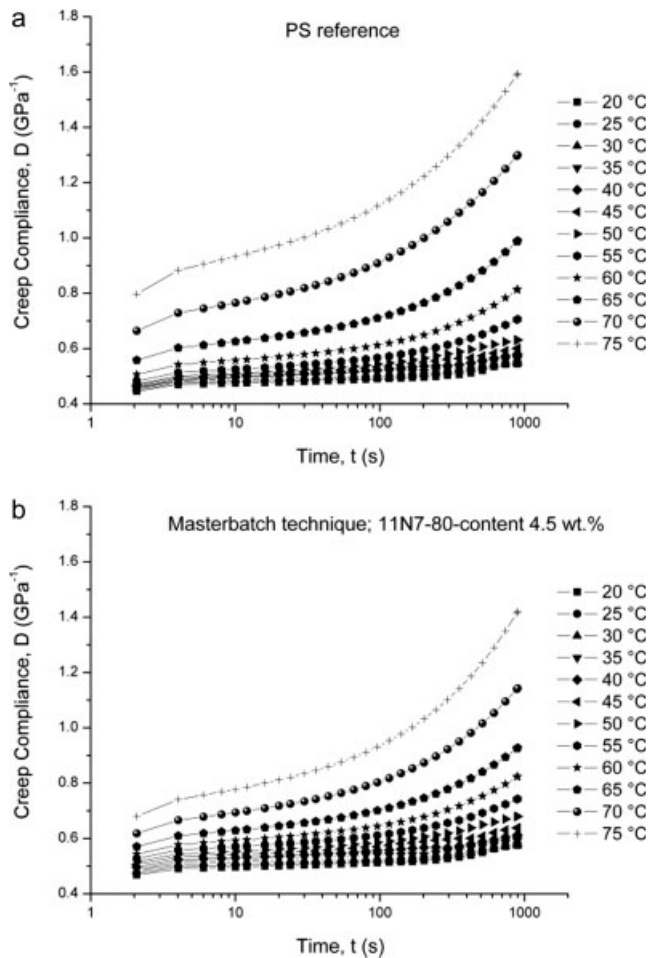 a
PS reference
Creep Compliance, D (GPa⁻¹)
1.8
1.6
1.4
1.2
1.0
0.8
0.6
0.4
1
10
100
1000
Time, t (s)
20 °C
25 °C
30 °C
35 °C
40 °C
45 °C
50 °C
55 °C
60 °C
65 °C
70 °C
75 °C
b
Masterbatch technique; 11N7-80-content 4.5 wt.%
Creep Compliance, D (GPa⁻¹)
1.8
1.6
1.4
1.2
1.0
0.8
0.6
0.4
1
10
100
1000
Time, t (s)
20 °C
25 °C
30 °C
35 °C
40 °C
45 °C
50 °C
55 °C
60 °C
65 °C
70 °C
75 °C